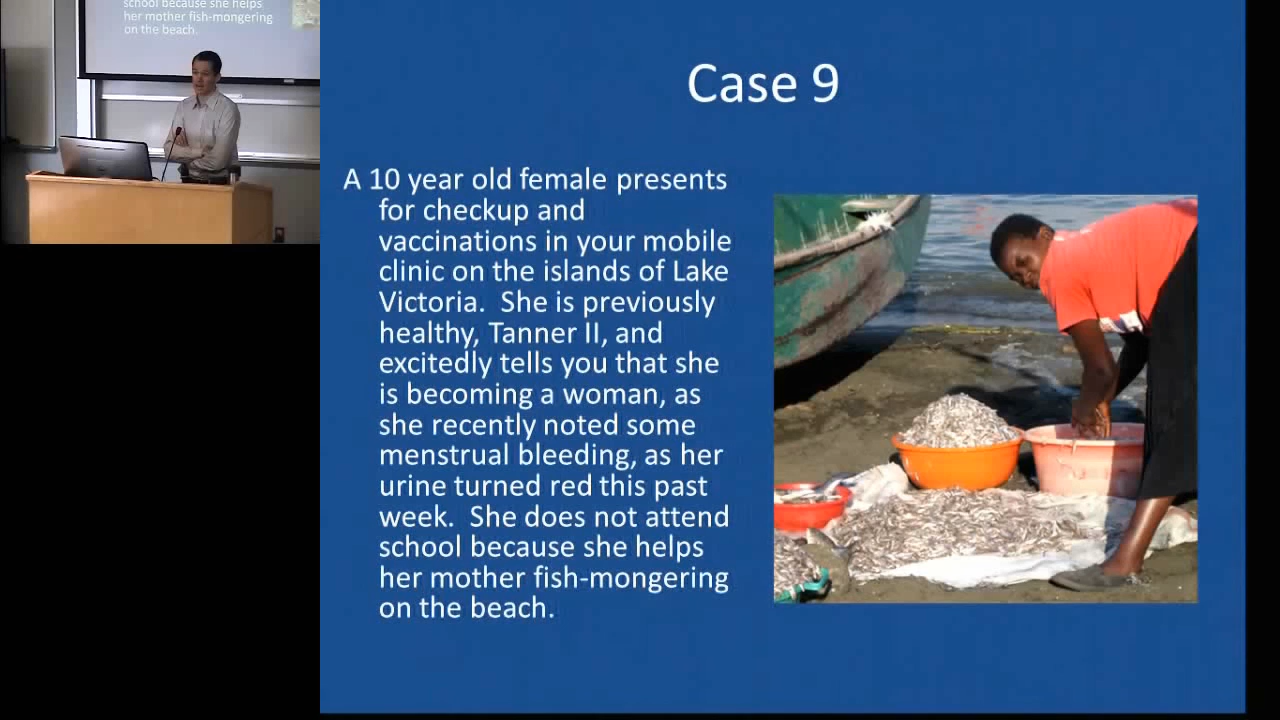 school because she helps
her mother fish-mongering
on the beach.
Case 9
A 10 year old female presents
for checkup and
vaccinations in your mobile
clinic on the islands of Lake
Victoria.  She is previously
healthy, Tanner II, and
excitedly tells you that she
is becoming a woman, as
she recently noted some
menstrual bleeding, as her
urine turned red this past
week.  She does not attend
school because she helps
her mother fish-mongering
on the beach.